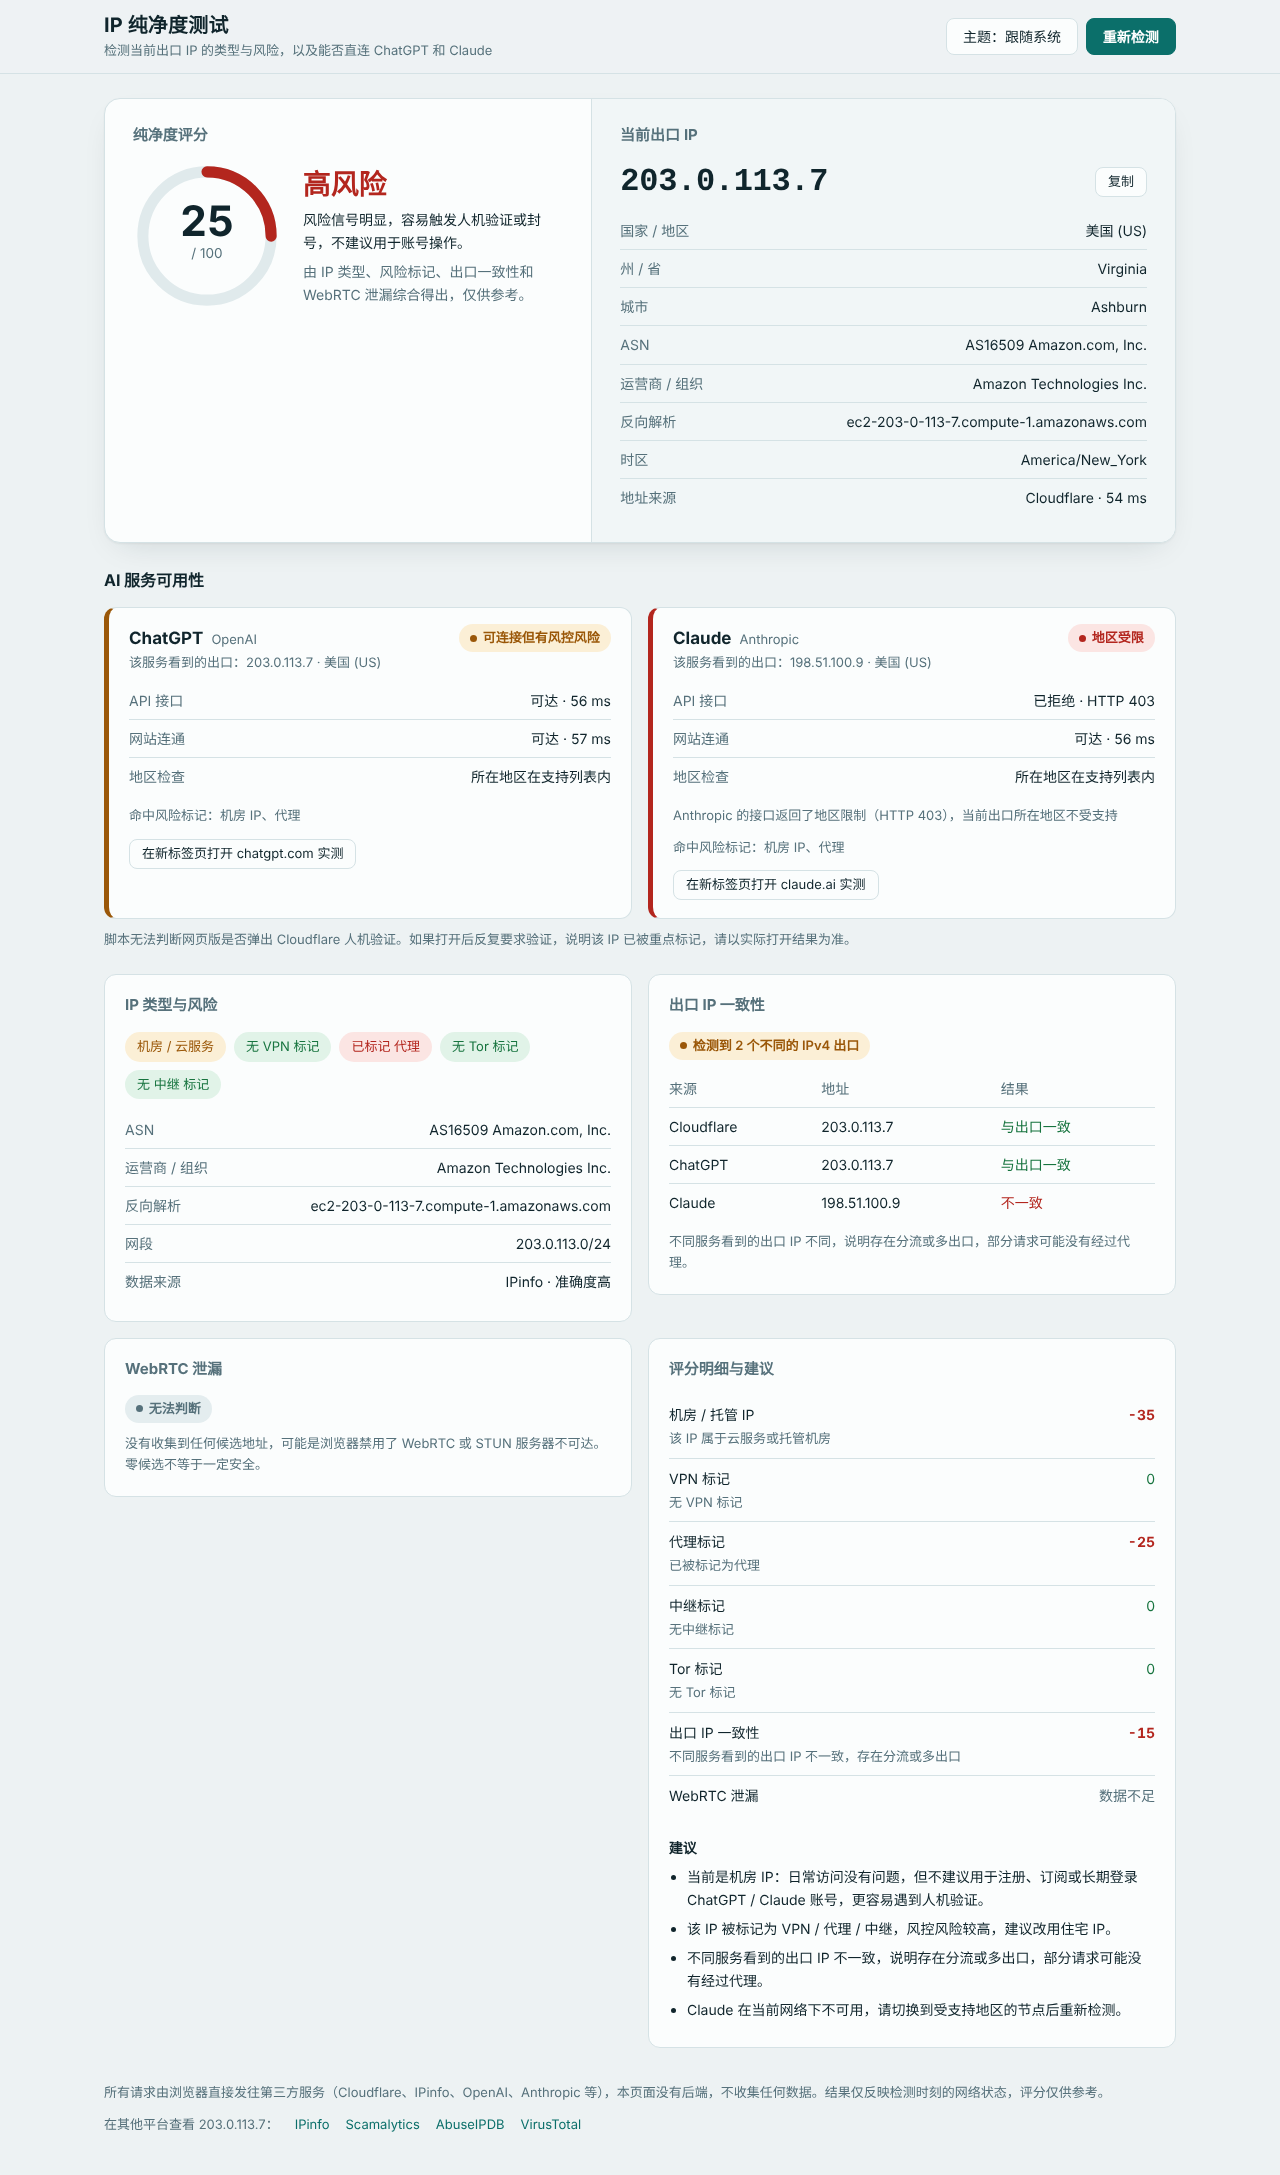 IP 纯净度测试
检测当前出口 IP 的类型与风险，以及能否直连 ChatGPT 和 Claude
主题：跟随系统
重新检测
纯净度评分
25
/ 100
高风险
风险信号明显，容易触发人机验证或封
号，不建议用于账号操作。
由 IP 类型、风险标记、出口一致性和
WebRTC 泄漏综合得出，仅供参考。
当前出口 IP
203.0.113.7
复制
国家 / 地区 美国 (US)
州 / 省 Virginia
城市 Ashburn
ASN AS16509 Amazon.com, Inc.
运营商 / 组织 Amazon Technologies Inc.
反向解析 ec2-203-0-113-7.compute-1.amazonaws.com
时区 America/New_York
地址来源 Cloudflare · 54 ms
AI 服务可用性
ChatGPT OpenAI
可连接但有风控风险
该服务看到的出口：203.0.113.7 · 美国 (US)
API 接口 可达 · 56 ms
网站连通 可达 · 57 ms
地区检查 所在地区在支持列表内
命中风险标记：机房 IP、代理
在新标签页打开 chatgpt.com 实测
Claude Anthropic
地区受限
该服务看到的出口：198.51.100.9 · 美国 (US)
API 接口 已拒绝 · HTTP 403
网站连通 可达 · 56 ms
地区检查 所在地区在支持列表内
Anthropic 的接口返回了地区限制（HTTP 403），当前出口所在地区不受支持
命中风险标记：机房 IP、代理
在新标签页打开 claude.ai 实测
脚本无法判断网页版是否弹出 Cloudflare 人机验证。如果打开后反复要求验证，说明该 IP 已被重点标记，请以实际打开结果为准。
IP 类型与风险
机房 / 云服务 无 VPN 标记 已标记 代理 无 Tor 标记
无 中继 标记
ASN AS16509 Amazon.com, Inc.
运营商 / 组织 Amazon Technologies Inc.
反向解析 ec2-203-0-113-7.compute-1.amazonaws.com
网段 203.0.113.0/24
数据来源 IPinfo · 准确度高
出口 IP 一致性
检测到 2 个不同的 IPv4 出口
来源 地址 结果
Cloudflare 203.0.113.7 与出口一致
ChatGPT 203.0.113.7 与出口一致
Claude 198.51.100.9 不一致
不同服务看到的出口 IP 不同，说明存在分流或多出口，部分请求可能没有经过代
理。
WebRTC 泄漏
无法判断
没有收集到任何候选地址，可能是浏览器禁用了 WebRTC 或 STUN 服务器不可达。
零候选不等于一定安全。
评分明细与建议
机房 / 托管 IP -35
该 IP 属于云服务或托管机房
VPN 标记 0
无 VPN 标记
代理标记 -25
已被标记为代理
中继标记 0
无中继标记
Tor 标记 0
无 Tor 标记
出口 IP 一致性 -15
不同服务看到的出口 IP 不一致，存在分流或多出口
WebRTC 泄漏 数据不足
建议
• 当前是机房 IP：日常访问没有问题，但不建议用于注册、订阅或长期登录
ChatGPT / Claude 账号，更容易遇到人机验证。
• 该 IP 被标记为 VPN / 代理 / 中继，风控风险较高，建议改用住宅 IP。
• 不同服务看到的出口 IP 不一致，说明存在分流或多出口，部分请求可能没
有经过代理。
• Claude 在当前网络下不可用，请切换到受支持地区的节点后重新检测。
所有请求由浏览器直接发往第三方服务（Cloudflare、IPinfo、OpenAI、Anthropic 等），本页面没有后端，不收集任何数据。结果仅反映检测时刻的网络状态，评分仅供参考。
在其他平台查看 203.0.113.7： IPinfo Scamalytics AbuseIPDB VirusTotal